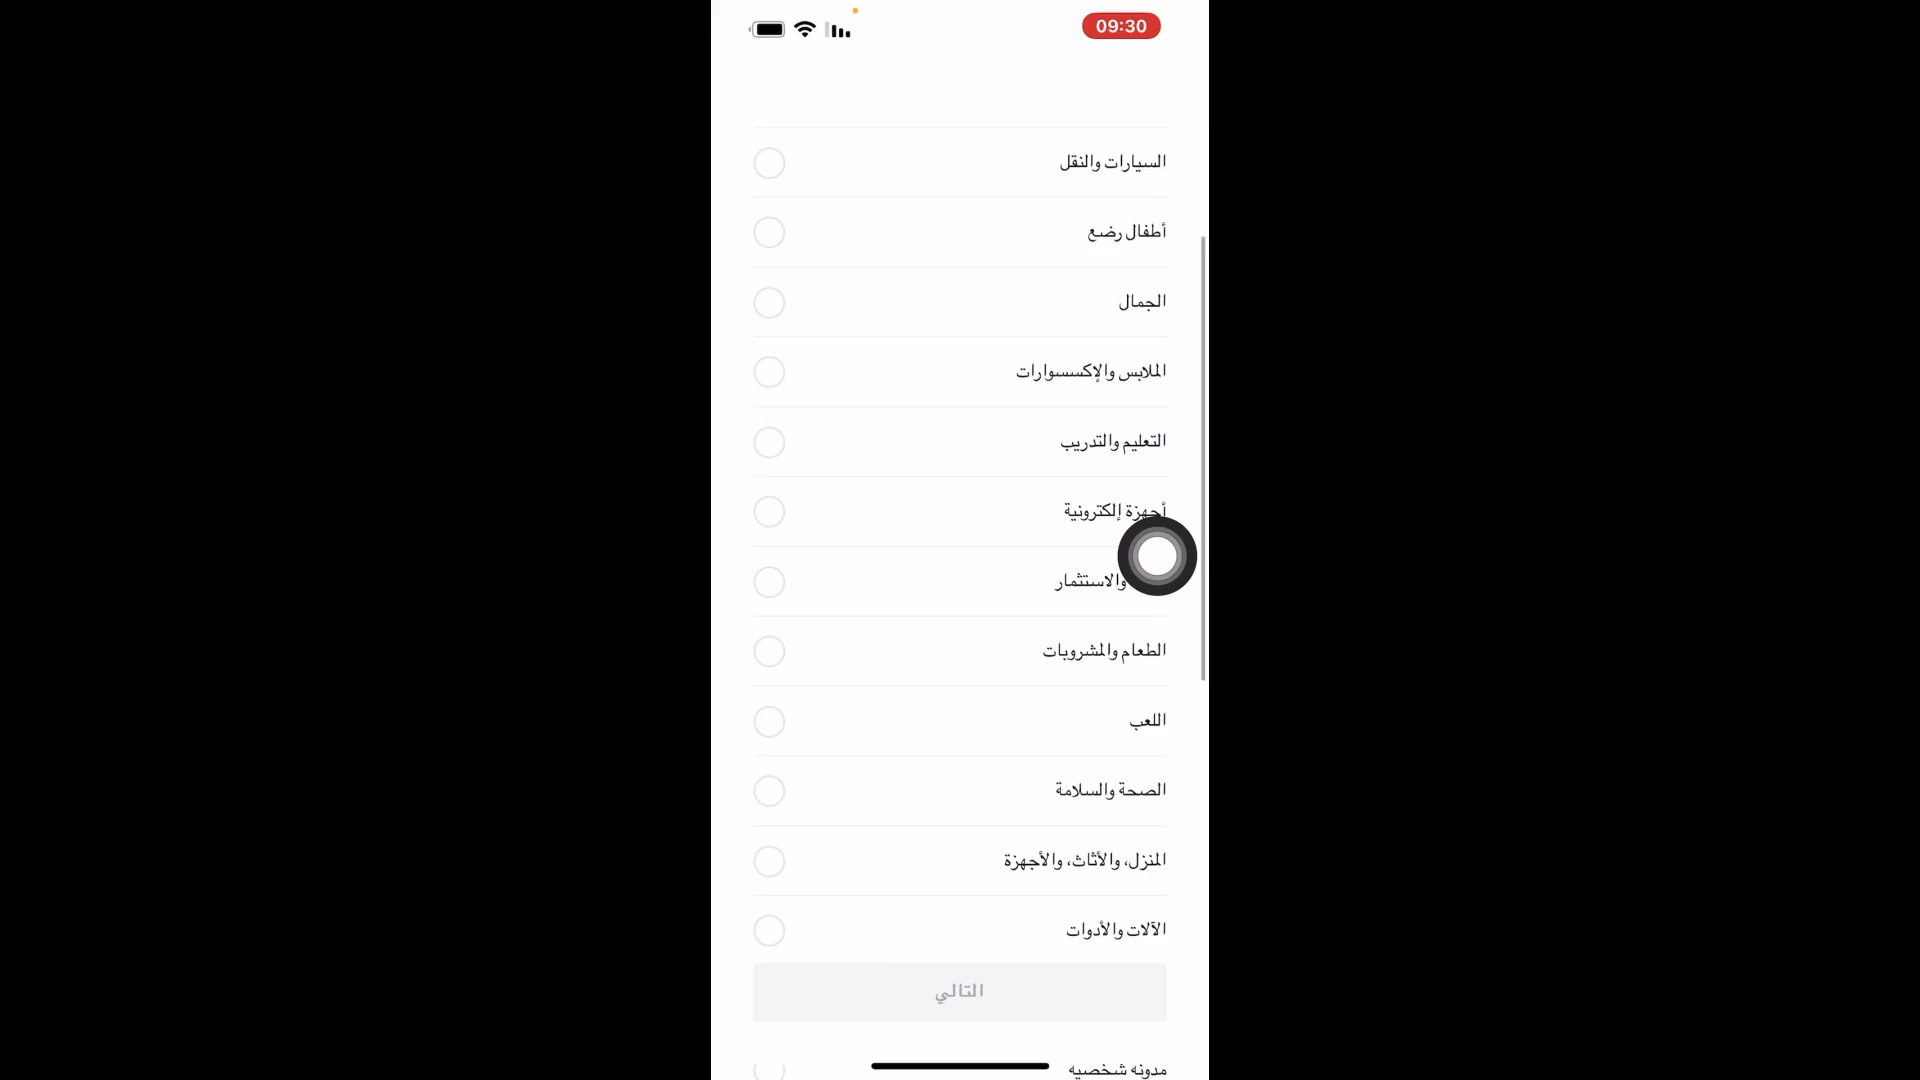 09:30
السيارات والنقل
أطفال رضع
الجمال
الملابس والإكسسوارات
التعليم والتدريب
أجهزة إلكترونية
والاستثمار
الطعام والمشروبات
اللعب
الصحة والسلامة
المنزل، والأثاث، والأجهزة
الآلات والأدوات
التالي
مدونه شخصيه